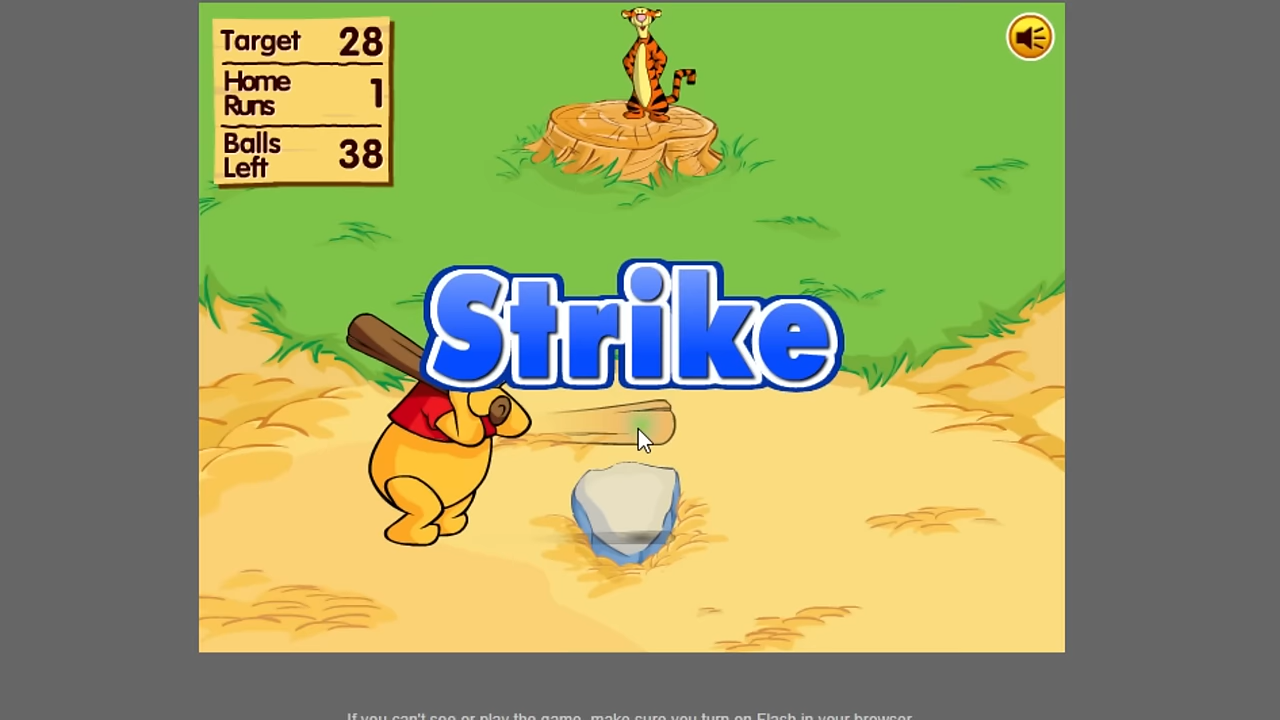 Target 28
Home Runs 1
Balls Left 38
Strike
If you can't see or play the game, make sure you turn on Flash in your browser